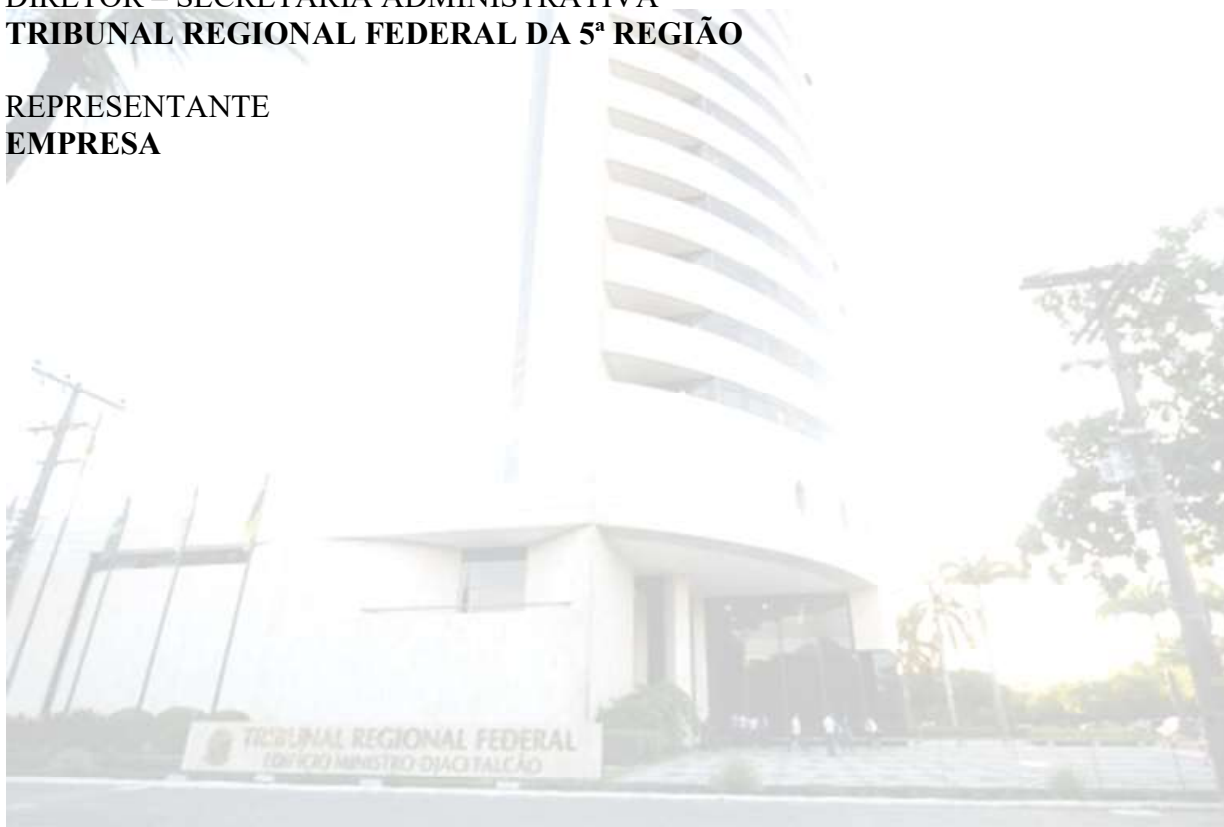 DIRETOR – SECRETARIA ADMINISTRATIVA
TRIBUNAL REGIONAL FEDERAL DA 5ª REGIÃO
REPRESENTANTE
EMPRESA
TRIBUNAL REGIONAL FEDERAL
EDIFÍCIO MINISTRO DJACI FALCÃO